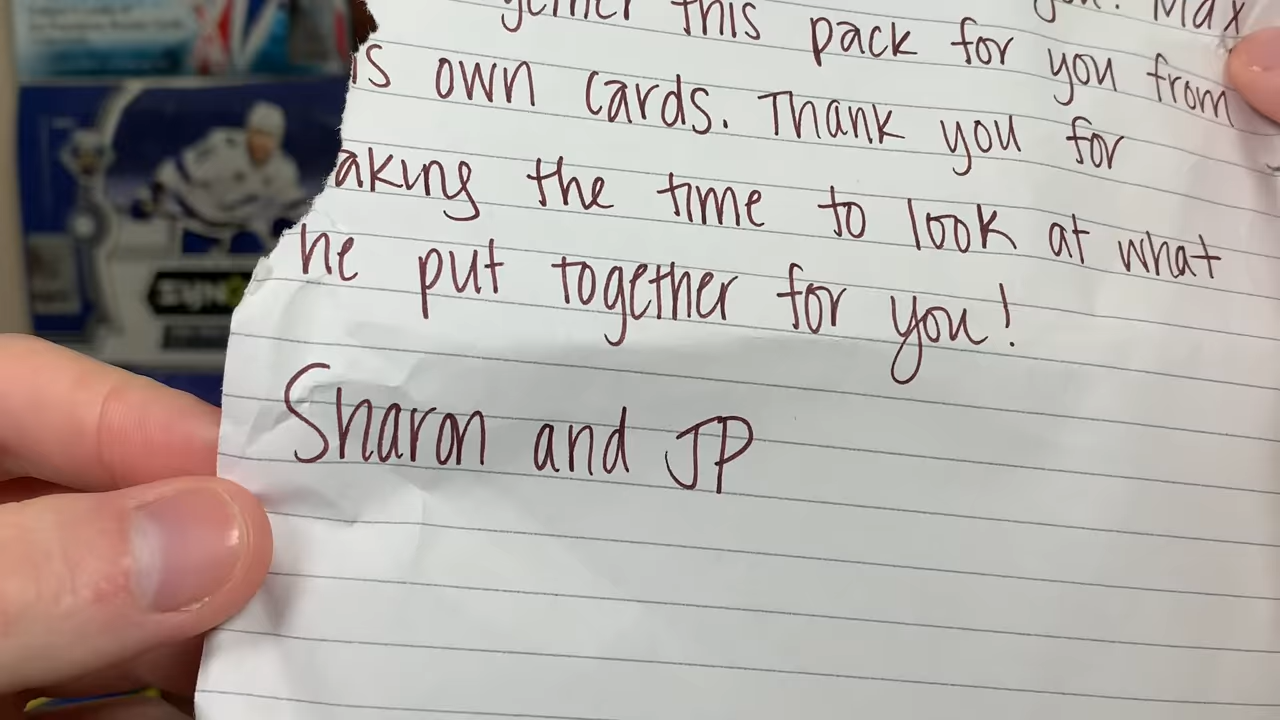 this pack for you from
own cards. Thank you for
aking the time to look at what
he put together for you!
Sharon and JP